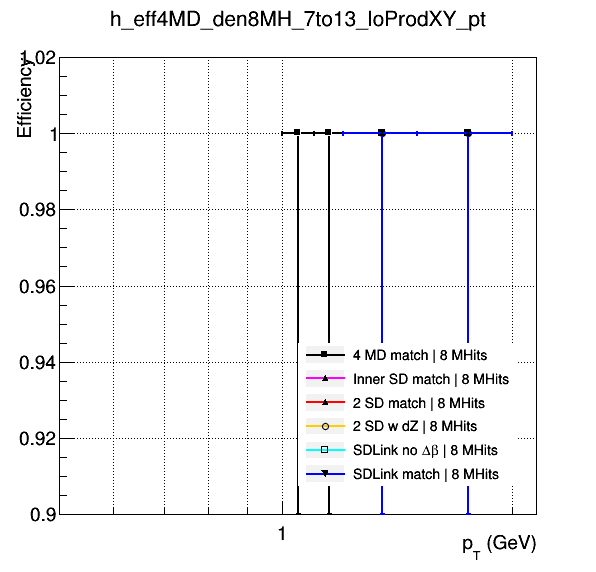 h_eff4MD_den8MH_7to13_loProdXY_pt
Efficiency
1.02
1
0.98
0.96
0.94
0.92
0.9
4 MD match | 8 MHits
Inner SD match | 8 MHits
2 SD match | 8 MHits
2 SD w dZ | 8 MHits
SDLink no Δβ | 8 MHits
SDLink match | 8 MHits
1
p_T (GeV)